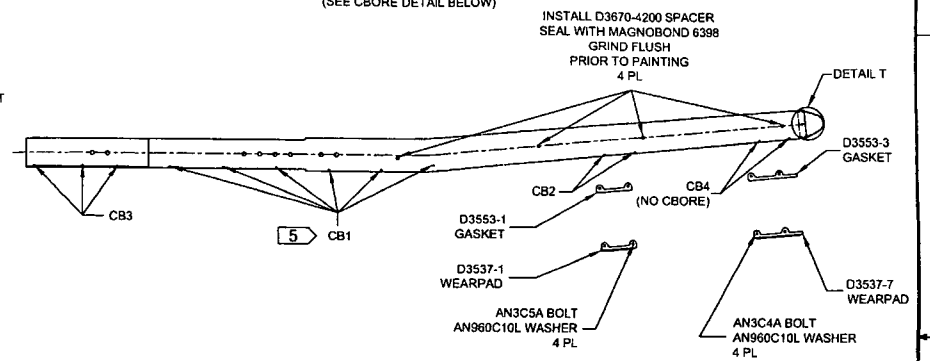 (SEE CBORE DETAIL BELOW)
INSTALL D3670-4200 SPACER
SEAL WITH MAGNOBOND 6398
GRIND FLUSH
PRIOR TO PAINTING
4 PL
DETAIL T
T
D3553-3
GASKET
CB2
CB4
(NO CBORE)
CB3
5
CB1
D3553-1
GASKET
D3537-1
WEARPAD
D3537-7
WEARPAD
AN3C5A BOLT
AN960C10L WASHER
4 PL
AN3C4A BOLT
AN960C10L WASHER
4 PL